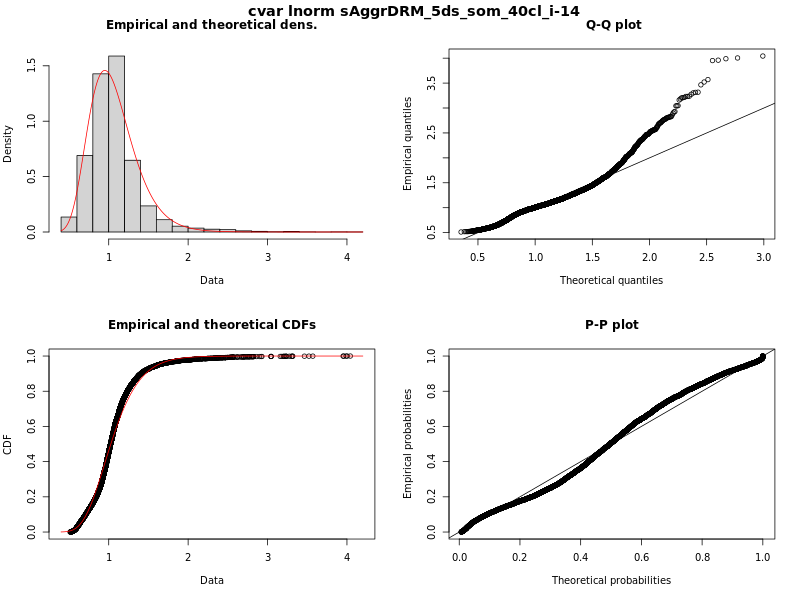 cvar lnorm sAggrDRM_5ds_som_40cl_i-14
Empirical and theoretical dens.
Density
0.0 0.5 1.0 1.5
1 2 3 4
Data
Q-Q plot
Empirical quantiles
0.5 1.5 2.5 3.5
0.5 1.0 1.5 2.0 2.5 3.0
Theoretical quantiles
Empirical and theoretical CDFs
CDF
0.0 0.2 0.4 0.6 0.8 1.0
1 2 3 4
Data
P-P plot
Empirical probabilities
0.0 0.2 0.4 0.6 0.8 1.0
0.0 0.2 0.4 0.6 0.8 1.0
Theoretical probabilities